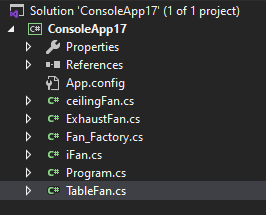 Solution 'ConsoleApp17' (1 of 1 project)
C# ConsoleApp17
Properties
References
App.config
C# ceilingFan.cs
C# ExhaustFan.cs
C# Fan_Factory.cs
C# iFan.cs
C# Program.cs
C# TableFan.cs